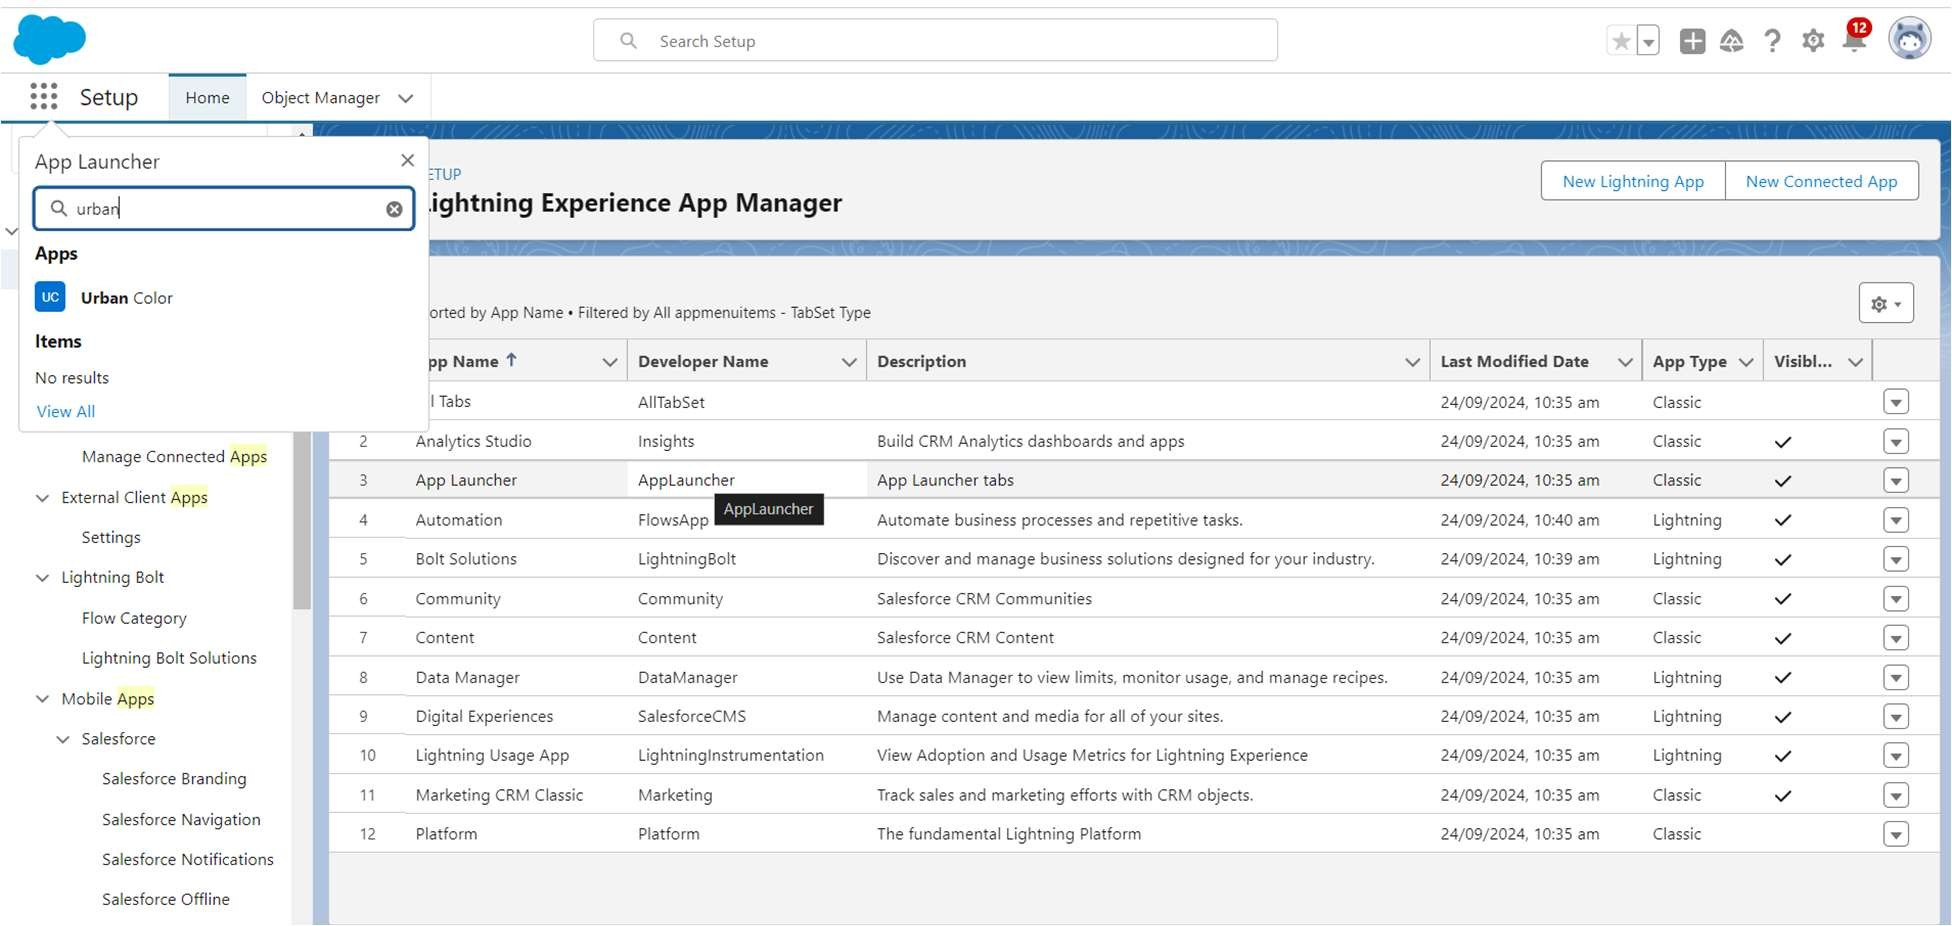 Search Setup
12
Setup
Home
Object Manager
App Launcher
urban
Apps
UC Urban Color
Items
No results
View All
Manage Connected Apps
External Client Apps
Settings
Lightning Bolt
Flow Category
Lightning Bolt Solutions
Mobile Apps
Salesforce
Salesforce Branding
Salesforce Navigation
Salesforce Notifications
Salesforce Offline
ETUP
Lightning Experience App Manager
New Lightning App New Connected App
orted by App Name • Filtered by All appmenuitems - TabSet Type
pp Name Developer Name Description Last Modified Date App Type Visibl...
l Tabs AllTabSet 24/09/2024, 10:35 am Classic
2 Analytics Studio Insights Build CRM Analytics dashboards and apps 24/09/2024, 10:35 am Classic
3 App Launcher AppLauncher App Launcher tabs 24/09/2024, 10:35 am Classic
AppLauncher
4 Automation FlowsApp Automate business processes and repetitive tasks. 24/09/2024, 10:40 am Lightning
5 Bolt Solutions LightningBolt Discover and manage business solutions designed for your industry. 24/09/2024, 10:39 am Lightning
6 Community Community Salesforce CRM Communities 24/09/2024, 10:35 am Classic
7 Content Content Salesforce CRM Content 24/09/2024, 10:35 am Classic
8 Data Manager DataManager Use Data Manager to view limits, monitor usage, and manage recipes. 24/09/2024, 10:35 am Lightning
9 Digital Experiences SalesforceCMS Manage content and media for all of your sites. 24/09/2024, 10:35 am Lightning
10 Lightning Usage App LightningInstrumentation View Adoption and Usage Metrics for Lightning Experience 24/09/2024, 10:35 am Lightning
11 Marketing CRM Classic Marketing Track sales and marketing efforts with CRM objects. 24/09/2024, 10:35 am Classic
12 Platform Platform The fundamental Lightning Platform 24/09/2024, 10:35 am Classic